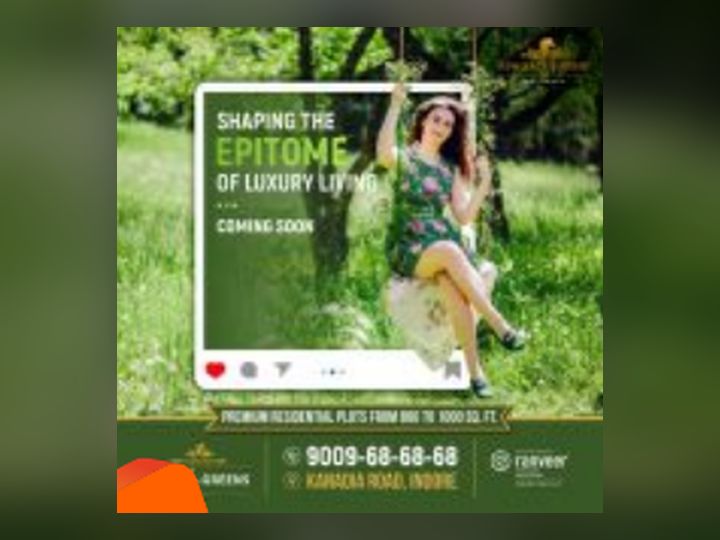 SHAPING THE
EPITOME
OF LUXURY LIVING
COMING SOON
PREMIUM RESIDENTIAL PLOTS FROM TO 1000 SQ. FT.
GREENS
9009-68-68-68
KANADIA ROAD, INDORE
ranveer